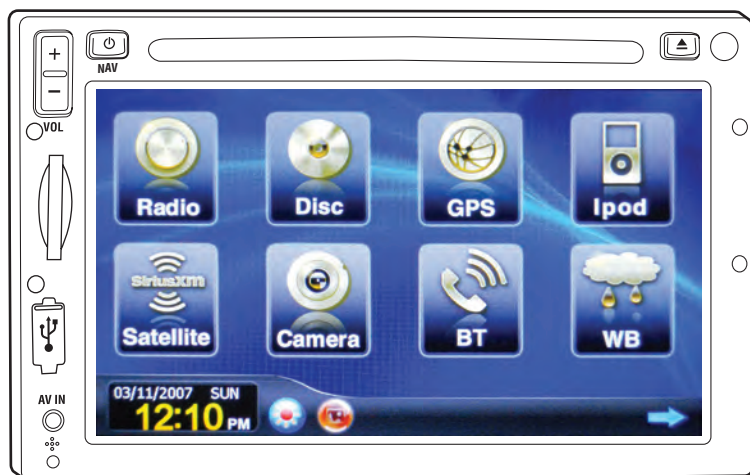 +
−
VOL
NAV
Radio
Disc
GPS
Ipod
SiriusXM
Satellite
Camera
BT
WB
AV IN
03/11/2007 SUN
12:10 PM